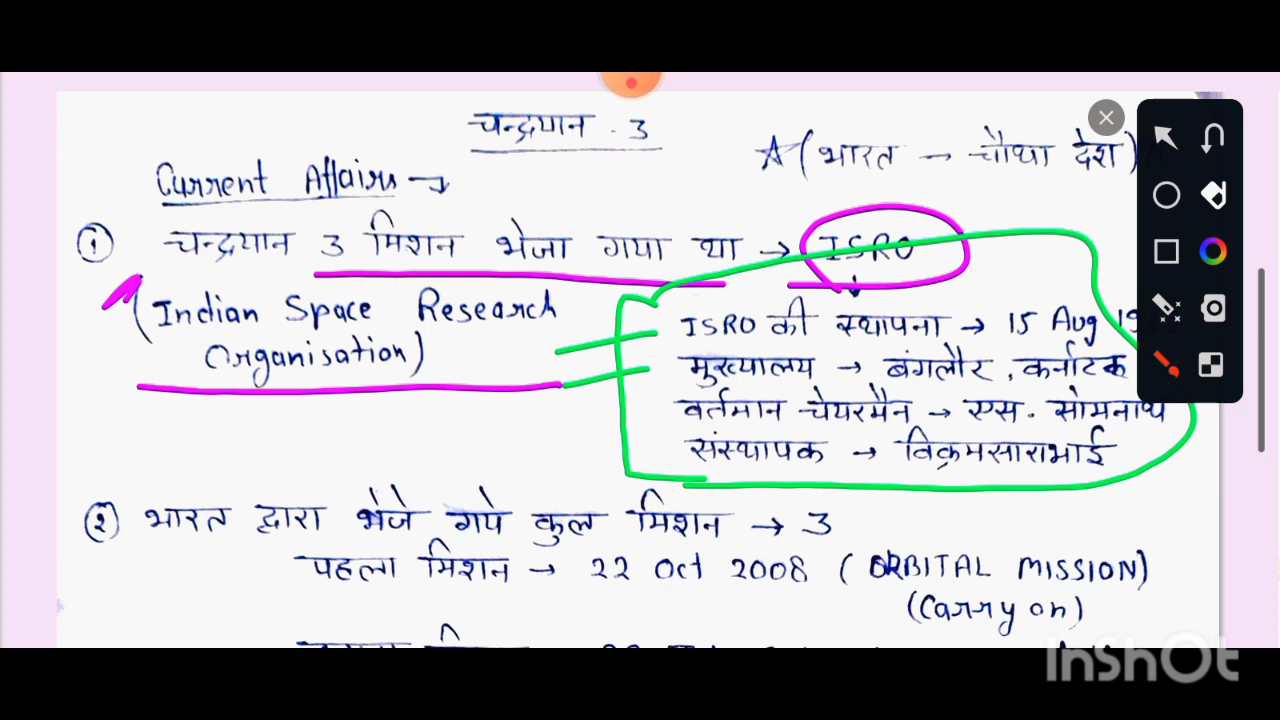 चन्द्रयान - 3
☆ (भारत → चौथा देश)
Current Affairs →
① चन्द्रयान 3 मिशन भेजा गया था → ISRO
(Indian Space Research
Organisation)
ISRO की स्थापना → 15 Aug
मुख्यालय → बंगलौर, कर्नाटक
वर्तमान चेयरमैन → एस. सोमनाथ
संस्थापक → विक्रमसाराभाई
② भारत द्वारा भेजे गये कुल मिशन → 3
पहला मिशन → 22 Oct 2008 (ORBITAL MISSION)
(Carry on)
InShOt